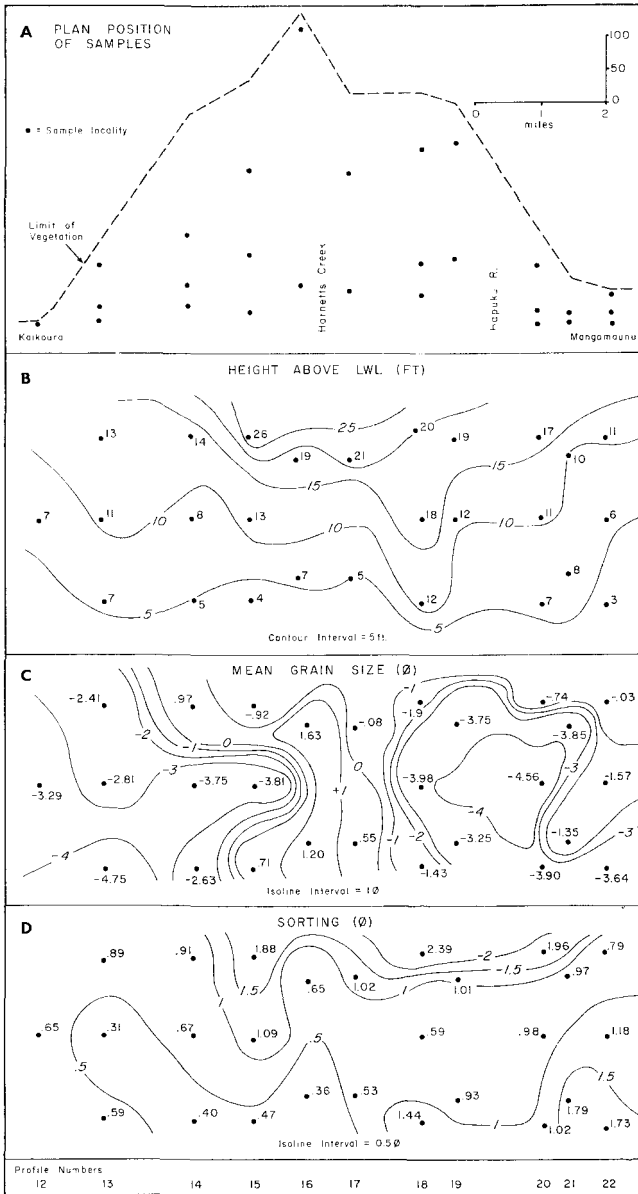 A PLAN POSITION
OF SAMPLES
100
50
0
0 1 2
miles
• = Sample locality
Limit of
Vegetation
Harnetts Creek
Kapuku R.
Kaikoura
Mangamaunu
B HEIGHT ABOVE LWL (FT)
13 14 26 25 20 19 17 11
19 21 10
15 15
7 11 10 8 13 10 18 12 10 11 6
7 5 8
7 5 5 4 12 5 7 3
Contour Interval = 5ft.
C MEAN GRAIN SIZE (Ø)
-2.41 .97 -.92 -1 -1.9 -.74 -.03
-2 -1 0 1.63 -.08 -3.75 -3.85
-3 0 -3
-3.29 -2.81 -3.75 -3.81 +1 -3.98 -4.56 -1.57
-4
-4 1.20 .55 -1 -2 -3.25 -1.35 -3
-4.75 -2.63 .71 -1.43 -3.90 -3.64
Isoline Interval = 1Ø
D SORTING (Ø)
.89 .91 1.88 2.39 -2 1.96 .79
1 1.5 .65 1.02 1 1.01 -1.5 .97
.65 .31 .67 1.09 .5 .59 .98 1.18
.5 .36 .53 .93 1.5 1.79
.59 .40 .47 1.44 1 1.02 1.73
Isoline Interval = 0.5Ø
Profile Numbers
12 13 14 15 16 17 18 19 20 21 22